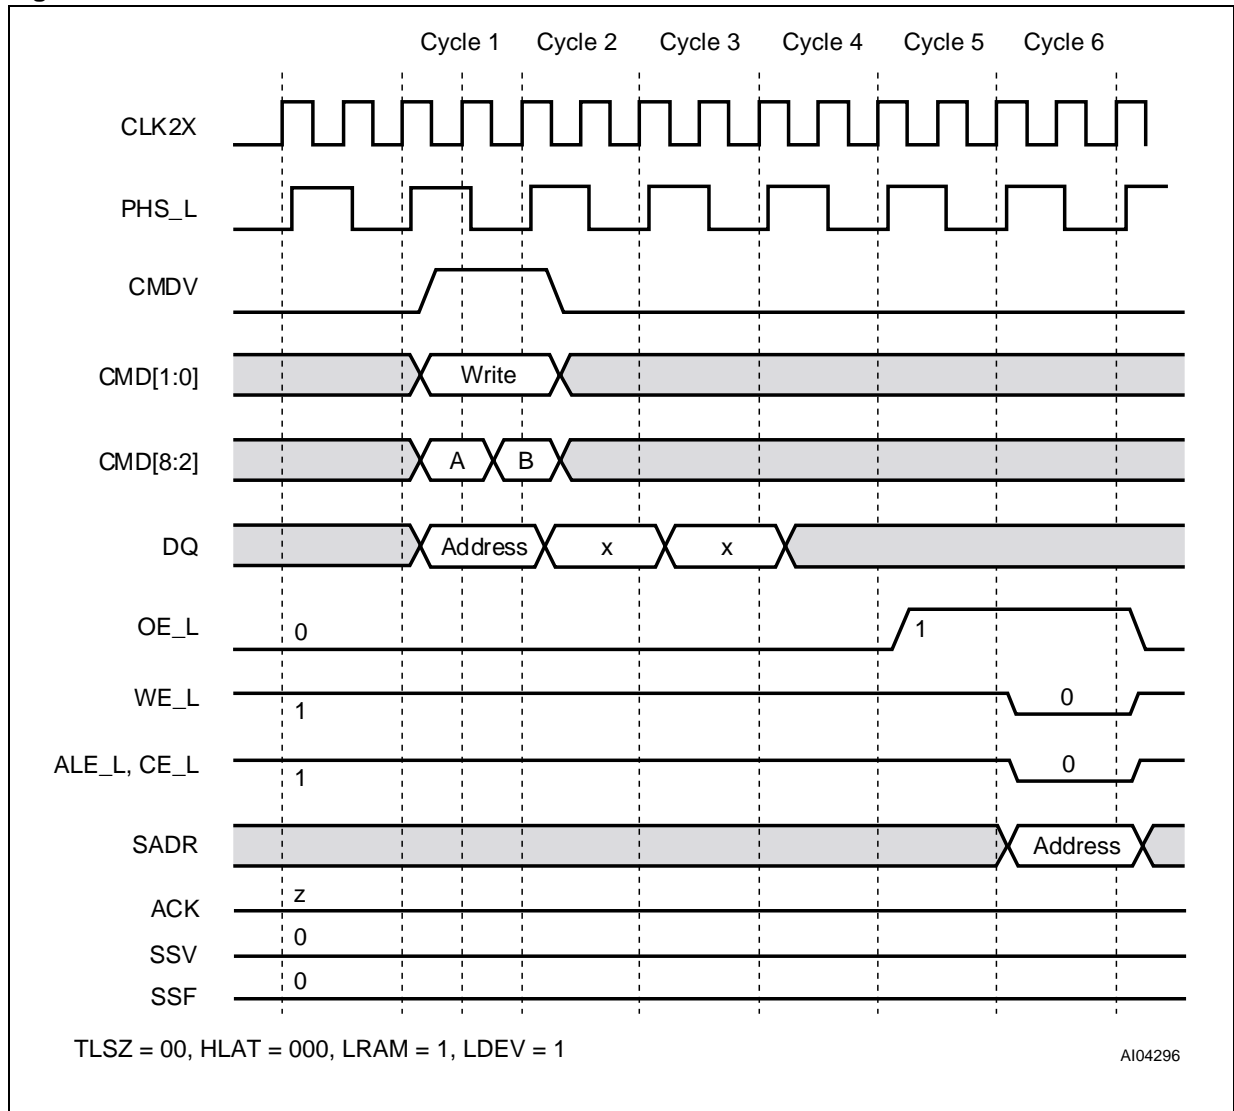 Cycle 1 Cycle 2 Cycle 3 Cycle 4 Cycle 5 Cycle 6
CLK2X
PHS_L
CMDV
CMD[1:0] Write
CMD[8:2] A B
DQ Address x x
OE_L 0 1
WE_L 1 0
ALE_L, CE_L 1 0
SADR Address
ACK z
SSV 0
SSF 0
TLSZ = 00, HLAT = 000, LRAM = 1, LDEV = 1
AI04296